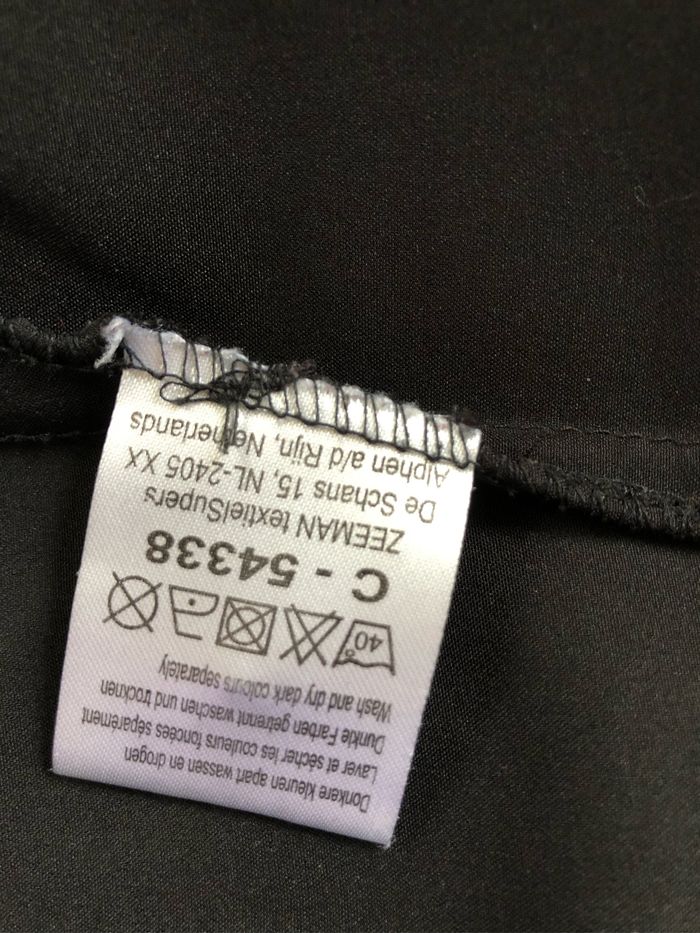 Donkere kleuren apart wassen en drogen
Laver et sécher les couleurs foncées séparément
Dunkle Farben getrennt waschen und trocknen
Wash and dry dark colours separately
40°
C - 54338
ZEEMAN textielSupers
De Schans 15, NL-2405 XX
Alphen a/d Rijn, Netherlands